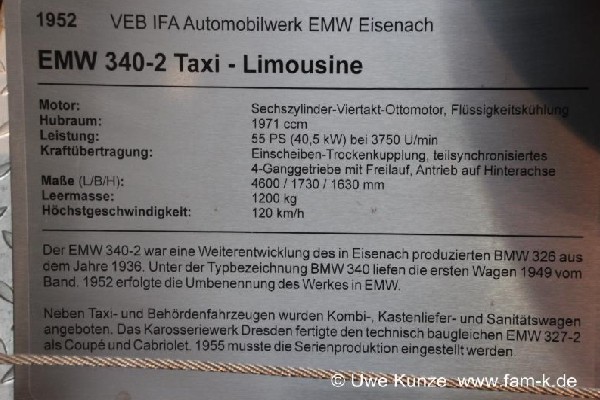 1952 VEB IFA Automobilwerk EMW Eisenach
EMW 340-2 Taxi - Limousine
Motor: Sechszylinder-Viertakt-Ottomotor, Flüssigkeitskühlung
Hubraum: 1971 ccm
Leistung: 55 PS (40,5 kW) bei 3750 U/min
Kraftübertragung: Einscheiben-Trockenkupplung, teilsynchronisiertes
4-Ganggetriebe mit Freilauf, Antrieb auf Hinterachse
Maße (L/B/H): 4600 / 1730 / 1630 mm
Leermasse: 1200 kg
Höchstgeschwindigkeit: 120 km/h
Der EMW 340-2 war eine Weiterentwicklung des in Eisenach produzierten BMW 326 aus
dem Jahre 1936. Unter der Typbezeichnung BMW 340 liefen die ersten Wagen 1949 vom
Band. 1952 erfolgte die Umbenennung des Werkes in EMW.
Neben Taxi- und Behördenfahrzeugen wurden Kombi-, Kastenliefer- und Sanitätswagen
angeboten. Das Karosseriewerk Dresden fertigte den technisch baugleichen EMW 327-2
als Coupé und Cabriolet. 1955 musste die Serienproduktion eingestellt werden.
© Uwe Kunze www.fam-k.de